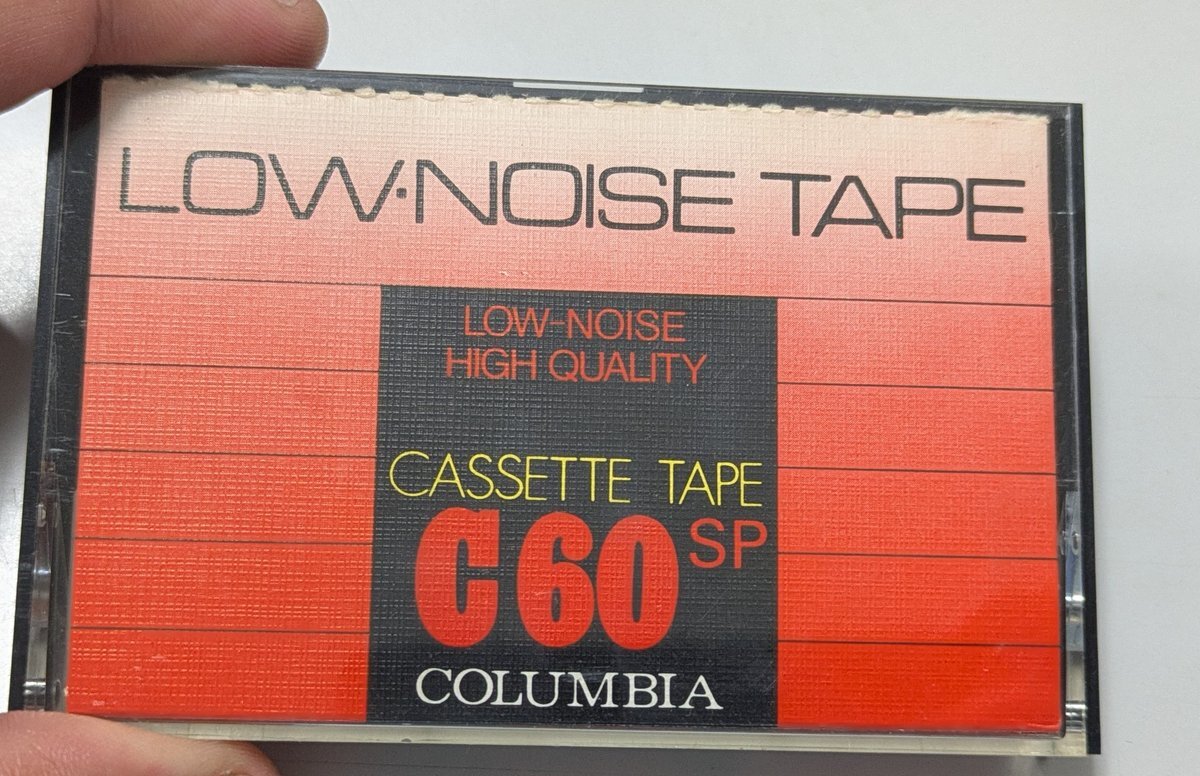 LOW·NOISE TAPE
LOW-NOISE
HIGH QUALITY
CASSETTE TAPE
C60 SP
COLUMBIA